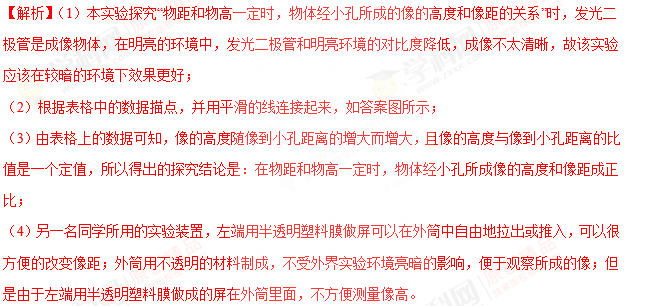 【解析】（1）本实验探究“物距和物高一定时，物体经小孔所成的像的高度和像距的关系”时，发光二
极管是成像物体，在明亮的环境中，发光二极管和明亮环境的对比度降低，成像不太清晰，故该实验
应该在较暗的环境下效果更好；
（2）根据表格中的数据描点，并用平滑的线连接起来，如答案图所示；
（3）由表格上的数据可知，像的高度随像到小孔距离的增大而增大，且像的高度与像到小孔距离的比
值是一个定值，所以得出的探究结论是：在物距和物高一定时，物体经小孔所成像的高度和像距成正
比；
（4）另一名同学所用的实验装置，左端用半透明塑料膜做屏可以在外筒中自由地拉出或推入，可以很
方便的改变像距；外筒用不透明的材料制成，不受外界实验环境亮暗的影响，便于观察所成的像；但
是由于左端用半透明塑料膜做成的屏在外筒里面，不方便测量像高。